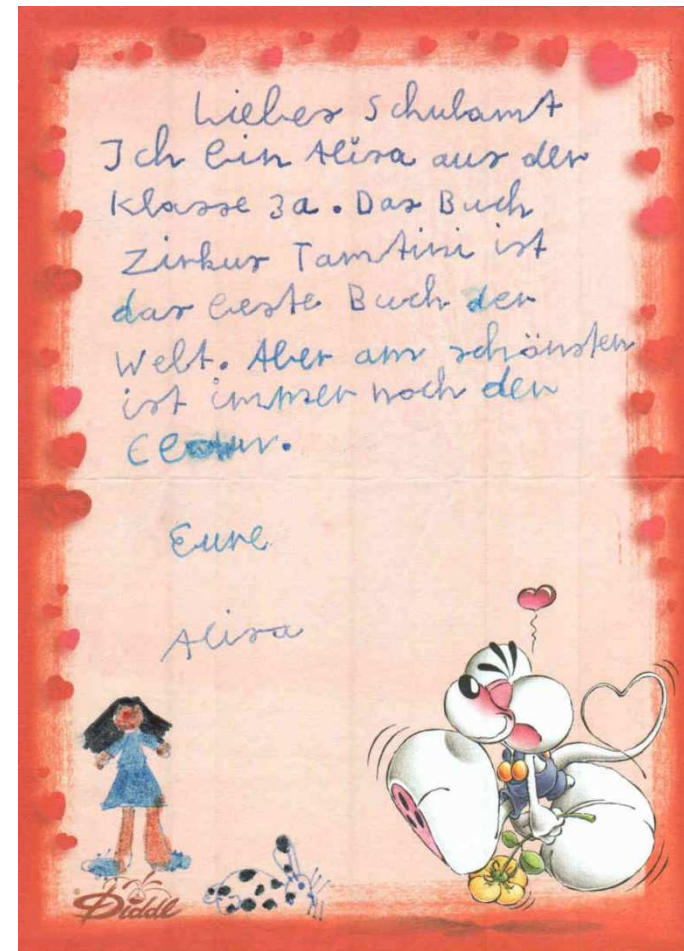 Liebes Schulamt
Ich bin Alisa aus der
Klasse 3a. Das Buch
Zirkus Tamtini ist
das beste Buch der
Welt. Aber am schönsten
ist immer noch der
Eure
Alisa
Diddl